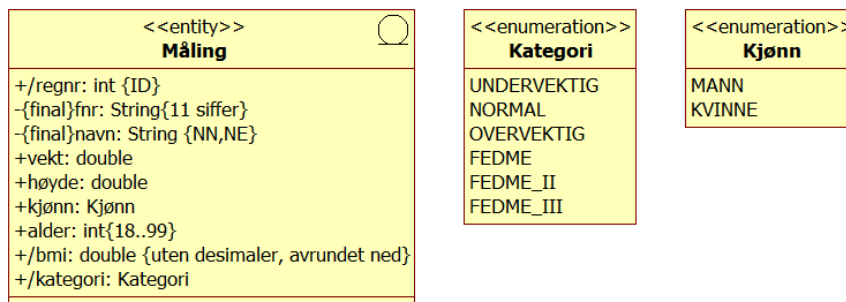 <<entity>>
Måling
+/regnr: int {ID}
-{final}fnr: String{11 siffer}
-{final}navn: String {NN,NE}
+vekt: double
+høyde: double
+kjønn: Kjønn
+alder: int{18..99}
+/bmi: double {uten desimaler, avrundet ned}
+/kategori: Kategori
<<enumeration>>
Kategori
UNDERVEKTIG
NORMAL
OVERVEKTIG
FEDME
FEDME_II
FEDME_III
<<enumeration>>
Kjønn
MANN
KVINNE